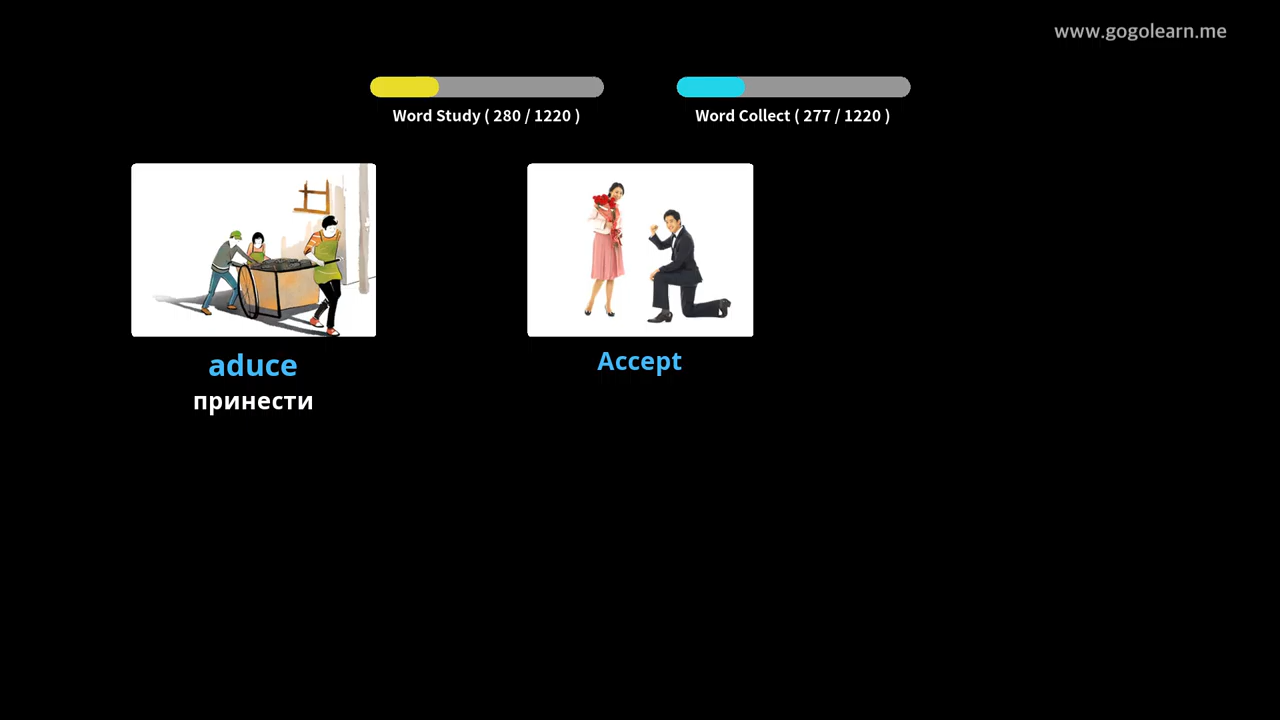 www.gogolearn.me
Word Study ( 280 / 1220 )
Word Collect ( 277 / 1220 )
aduce
принести
Accept